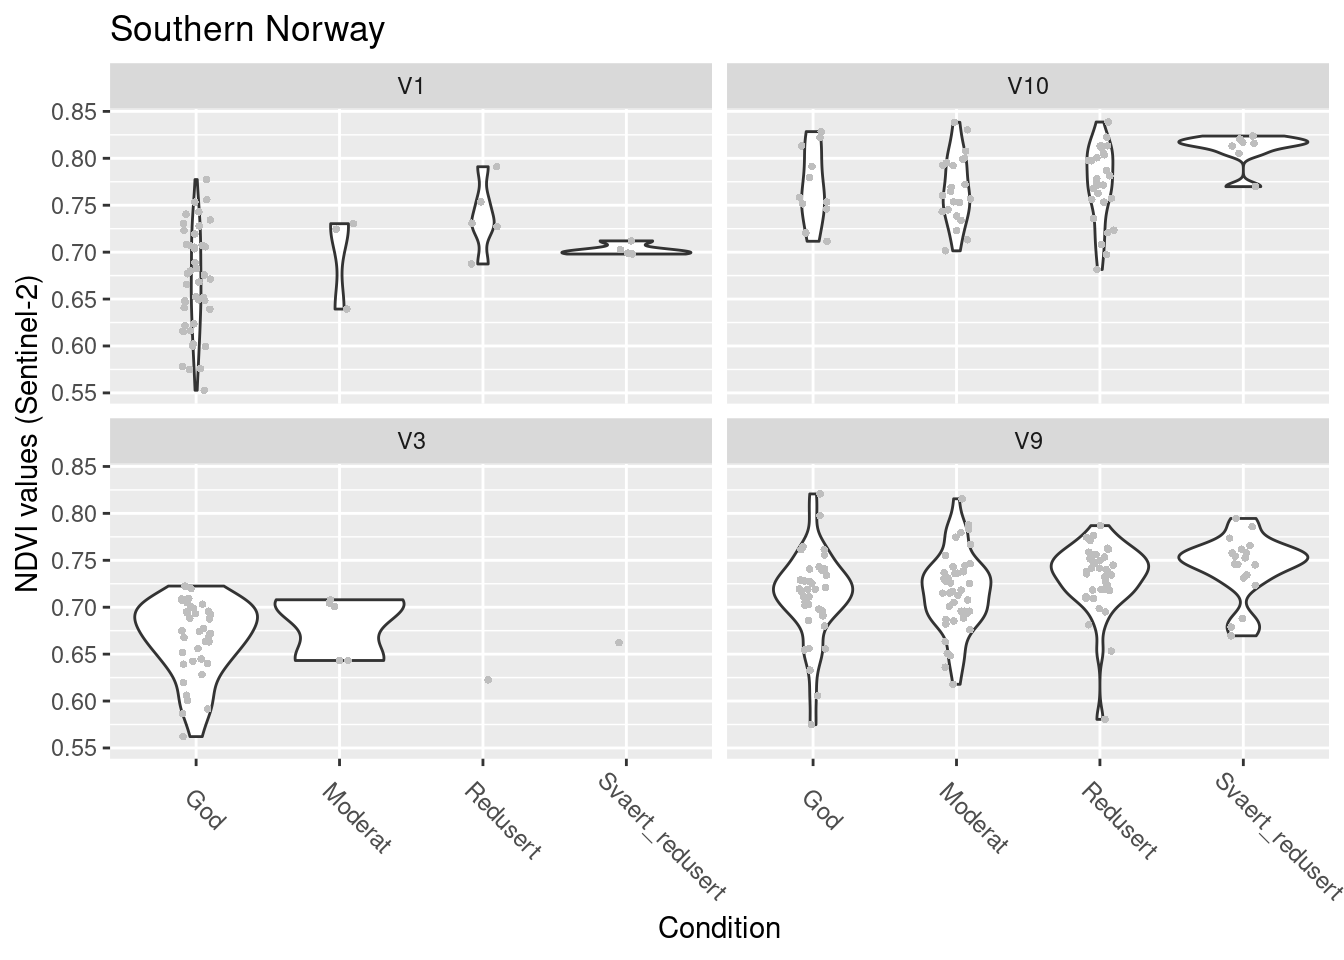 Southern Norway
V1
V10
0.85
0.80
0.75
0.70
0.65
0.60
0.55
V3
V9
0.85
0.80
0.75
0.70
0.65
0.60
0.55
NDVI values (Sentinel-2)
God
Moderat
Redusert
Svaert_redusert
God
Moderat
Redusert
Svaert_redusert
Condition